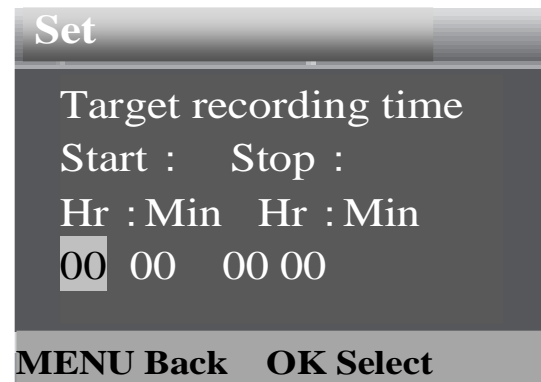 Set
Target recording time
Start : Stop :
Hr : Min Hr : Min
00 00 00 00
MENU Back OK Select